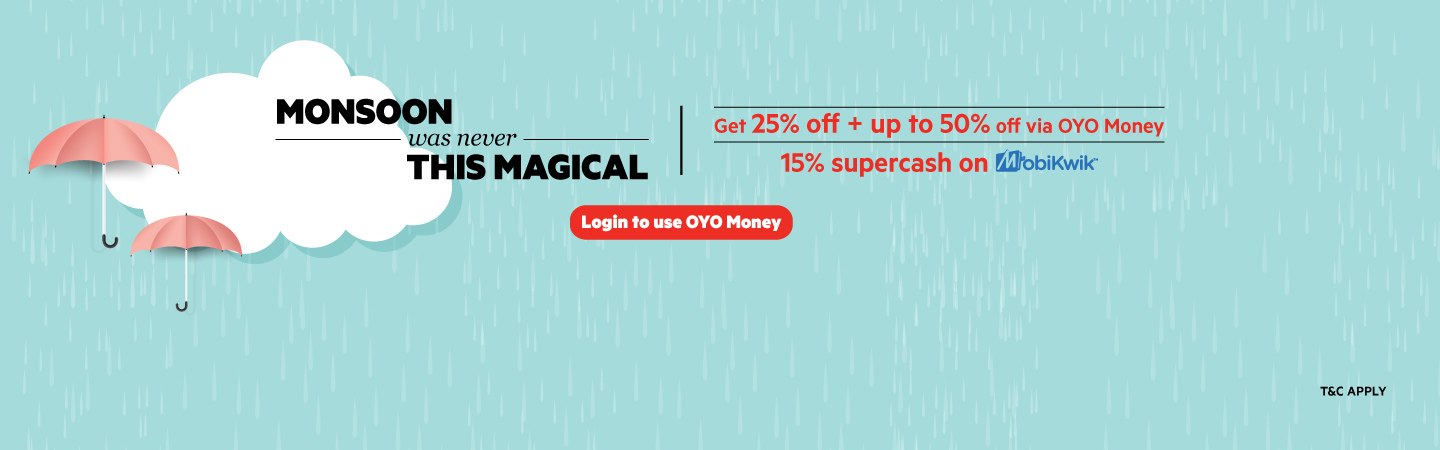 MONSOON
was never
THIS MAGICAL
Get 25% off + up to 50% off via OYO Money
15% supercash on MobiKwik
Login to use OYO Money
T&C APPLY